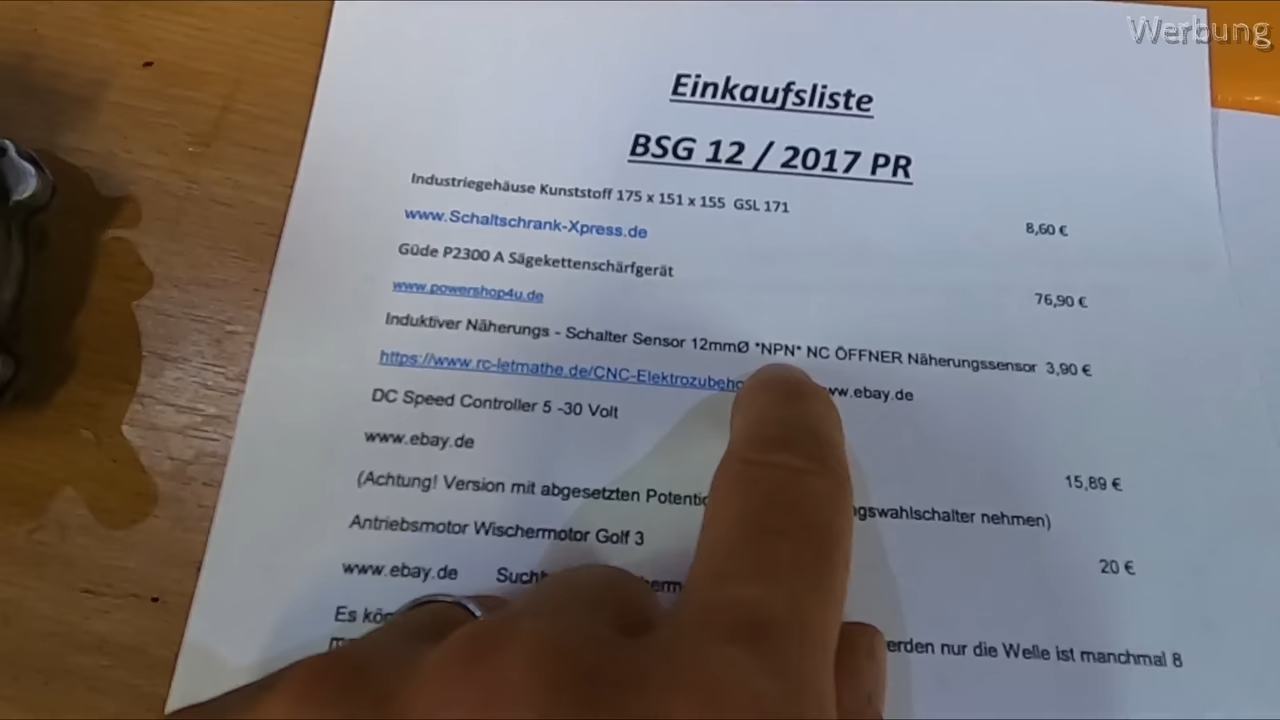 Werbung
Einkaufsliste
BSG 12 / 2017 PR
Industriegehäuse Kunststoff 175 x 151 x 155 GSL 171
8,60 €
www.Schaltschrank-Xpress.de
Güde P2300 A Sägekettenschärfgerät
76,90 €
www.powershop4u.de
Induktiver Näherungs - Schalter Sensor 12mmØ *NPN* NC ÖFFNER Näherungssensor 3,90 €
https://www.rc-letmathe.de/CNC-Elektrozubeho www.ebay.de
DC Speed Controller 5 -30 Volt
15,89 €
www.ebay.de
(Achtung! Version mit abgesetzten Potentio ngswahlschalter nehmen)
Antriebsmotor Wischermotor Golf 3
20 €
www.ebay.de
Es erden nur die Welle ist manchmal 8